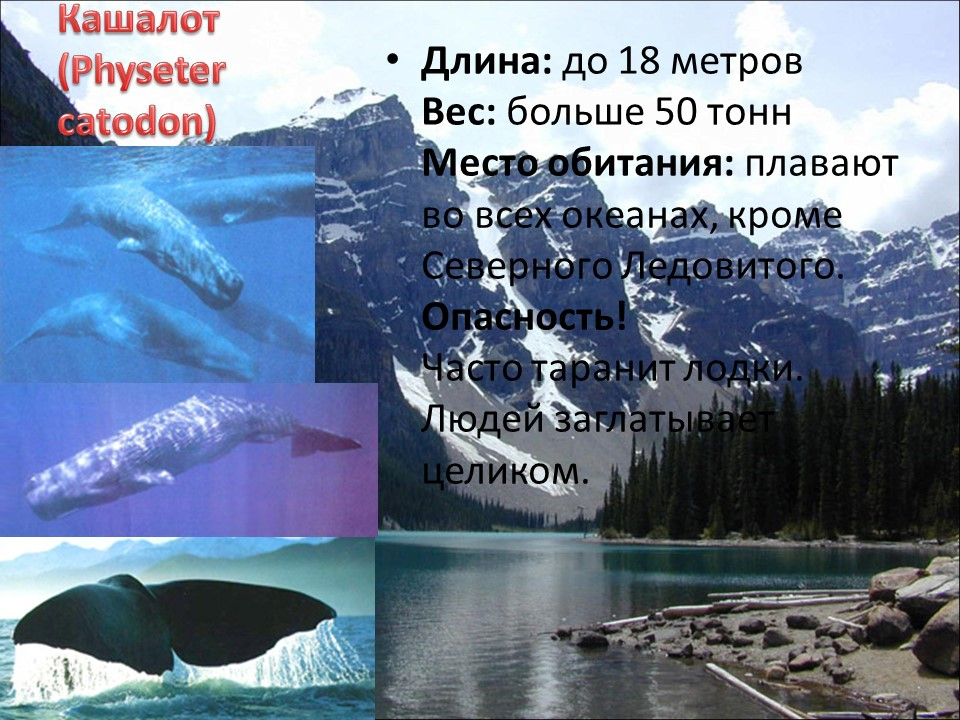 Кашалот
(Physeter
catodon)
• Длина: до 18 метров
Вес: больше 50 тонн
Место обитания: плавают
во всех океанах, кроме
Северного Ледовитого.
Опасность!
Часто таранит лодки.
Людей заглатывает
целиком.